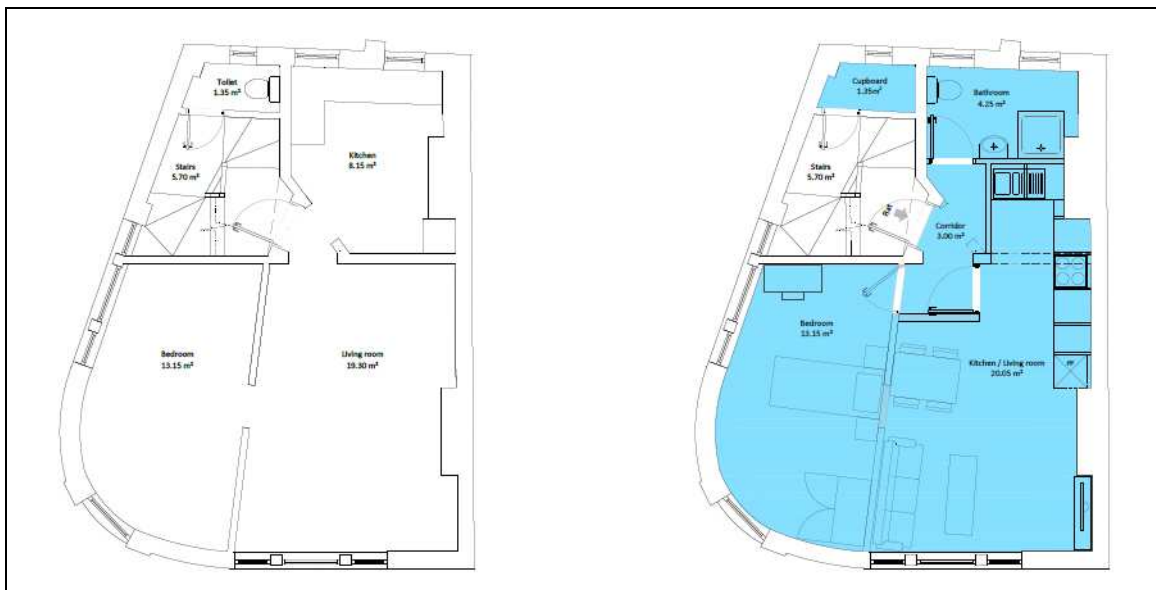 Toilet
1.35 m²
Kitchen
8.15 m²
Stairs
5.70 m²
Bedroom
13.15 m²
Living room
19.30 m²
Cupboard
1.35m²
Bathroom
4.25 m²
Stairs
5.70 m²
Corridor
3.00 m²
Bedroom
13.15 m²
Kitchen / Living room
20.05 m²